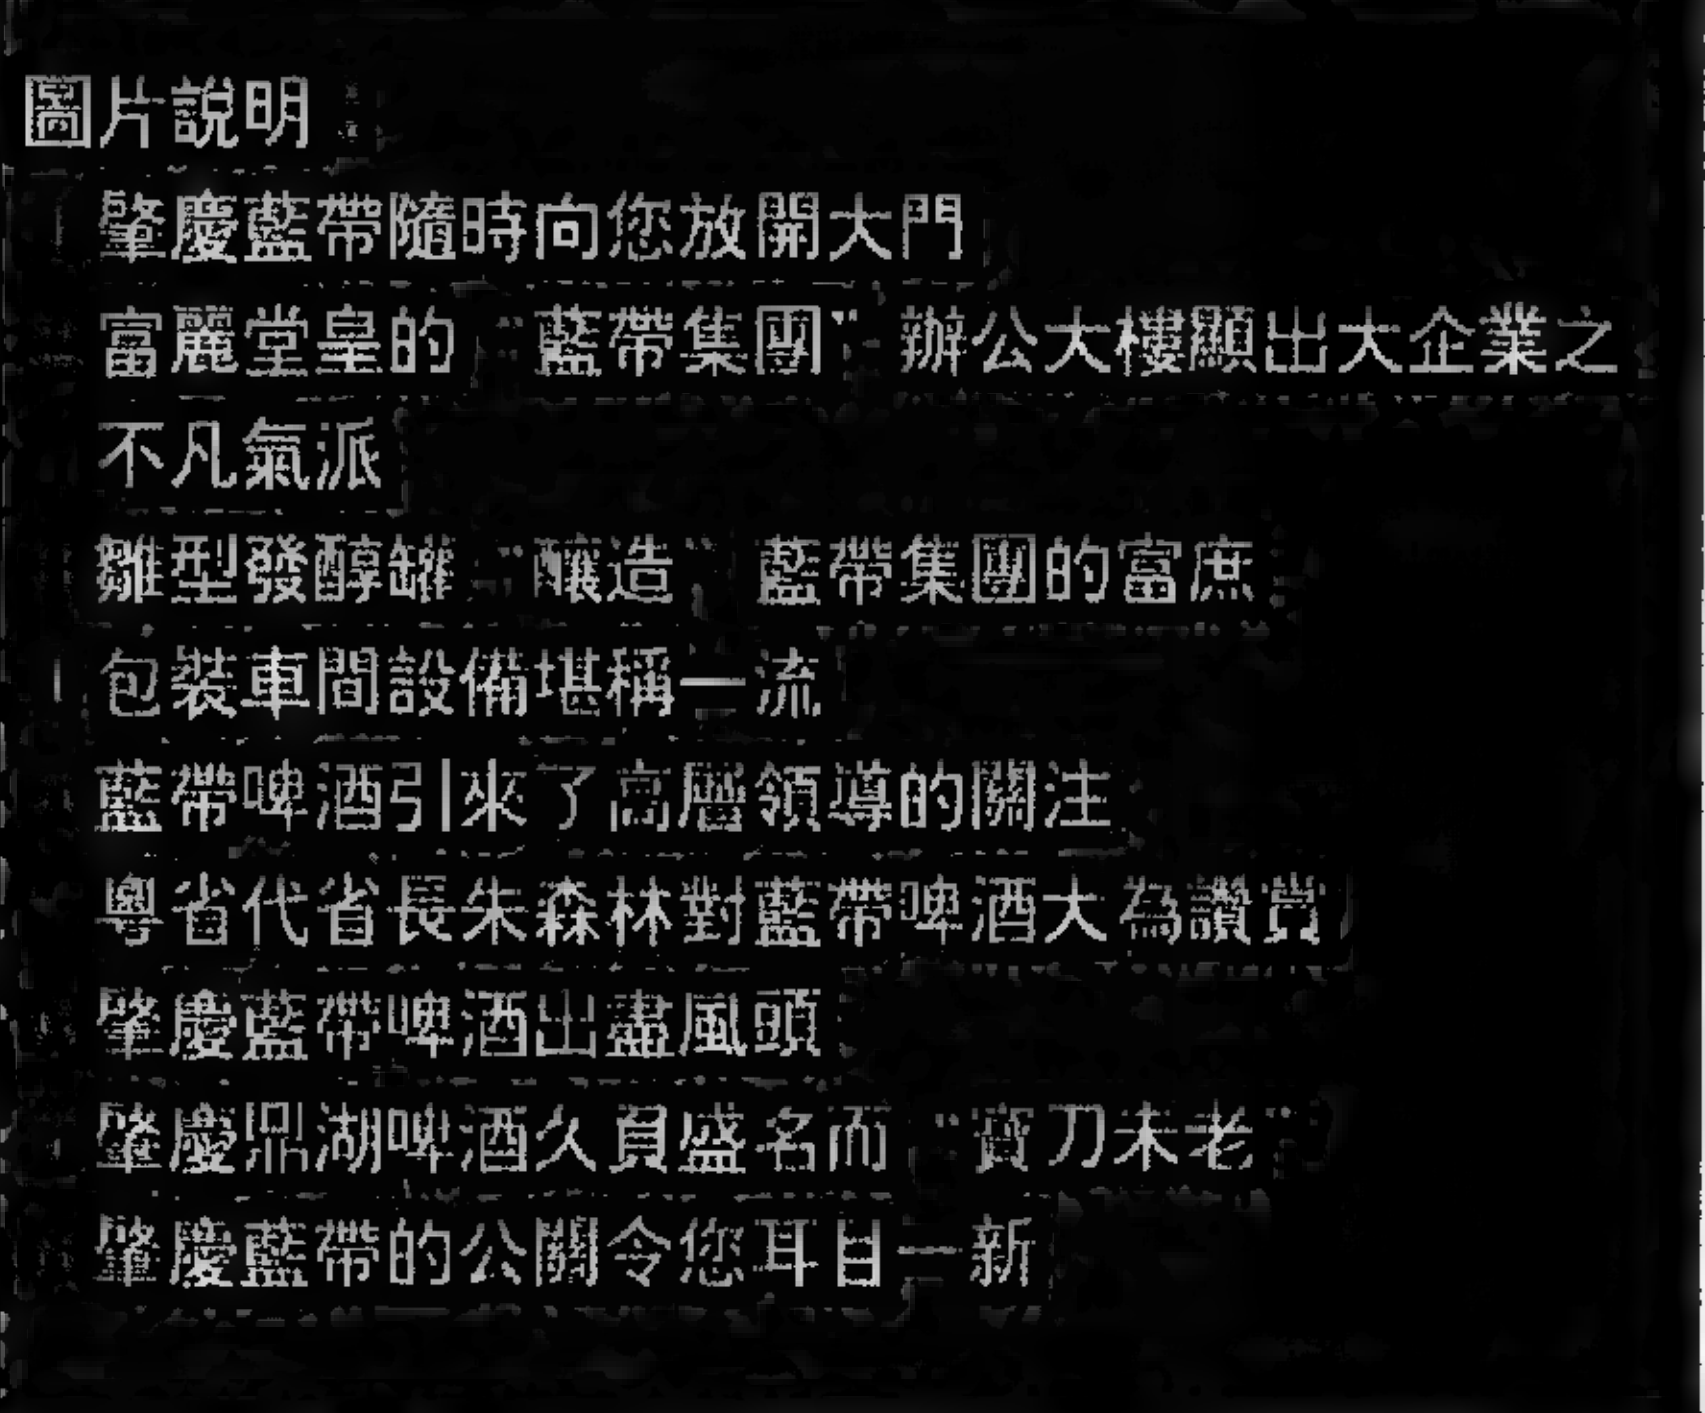 圖片說明：
肇慶藍帶隨時向您放開大門
富麗堂皇的“藍帶集團”辦公大樓顯出大企業之
不凡氣派
雛型發醇罐“釀造”藍帶集團的富庶
包裝車間設備堪稱一流
藍帶啤酒引來了高層領導的關注
粵省代省長朱森林對藍帶啤酒大為讚賞
肇慶藍帶啤酒出盡風頭
肇慶鼎湖啤酒久負盛名而“寶刀未老”
肇慶藍帶的公關令您耳目一新